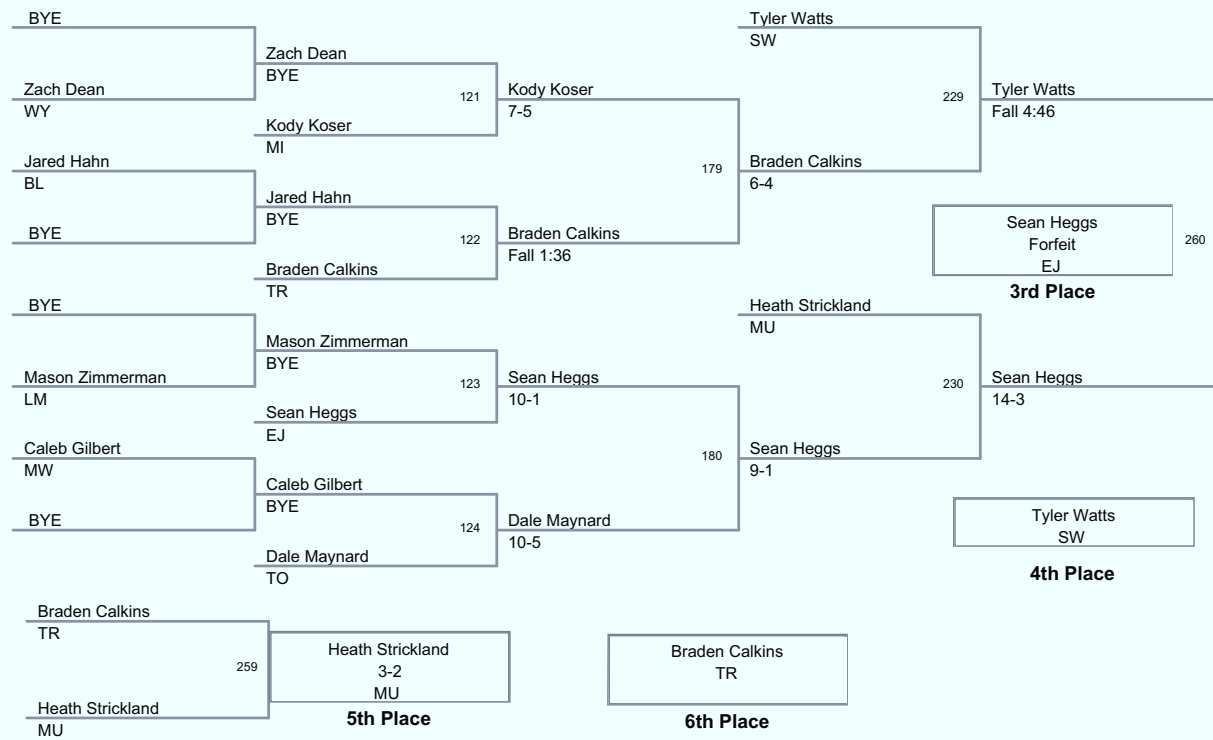 BYE
Zach Dean
WY
Zach Dean
BYE
121
Kody Koser
MI
Kody Koser
7-5
Jared Hahn
BL
BYE
Jared Hahn
BYE
122
Braden Calkins
TR
Braden Calkins
Fall 1:36
179
Tyler Watts
SW
Braden Calkins
6-4
229
Tyler Watts
Fall 4:46
Sean Heggs
Forfeit
EJ
260
3rd Place
BYE
Mason Zimmerman
LM
Mason Zimmerman
BYE
123
Sean Heggs
EJ
Sean Heggs
10-1
Caleb Gilbert
MW
BYE
Caleb Gilbert
BYE
124
Dale Maynard
TO
Dale Maynard
10-5
180
Heath Strickland
MU
Sean Heggs
9-1
230
Sean Heggs
14-3
Tyler Watts
SW
4th Place
Braden Calkins
TR
259
Heath Strickland
MU
Heath Strickland
3-2
MU
5th Place
Braden Calkins
TR
6th Place